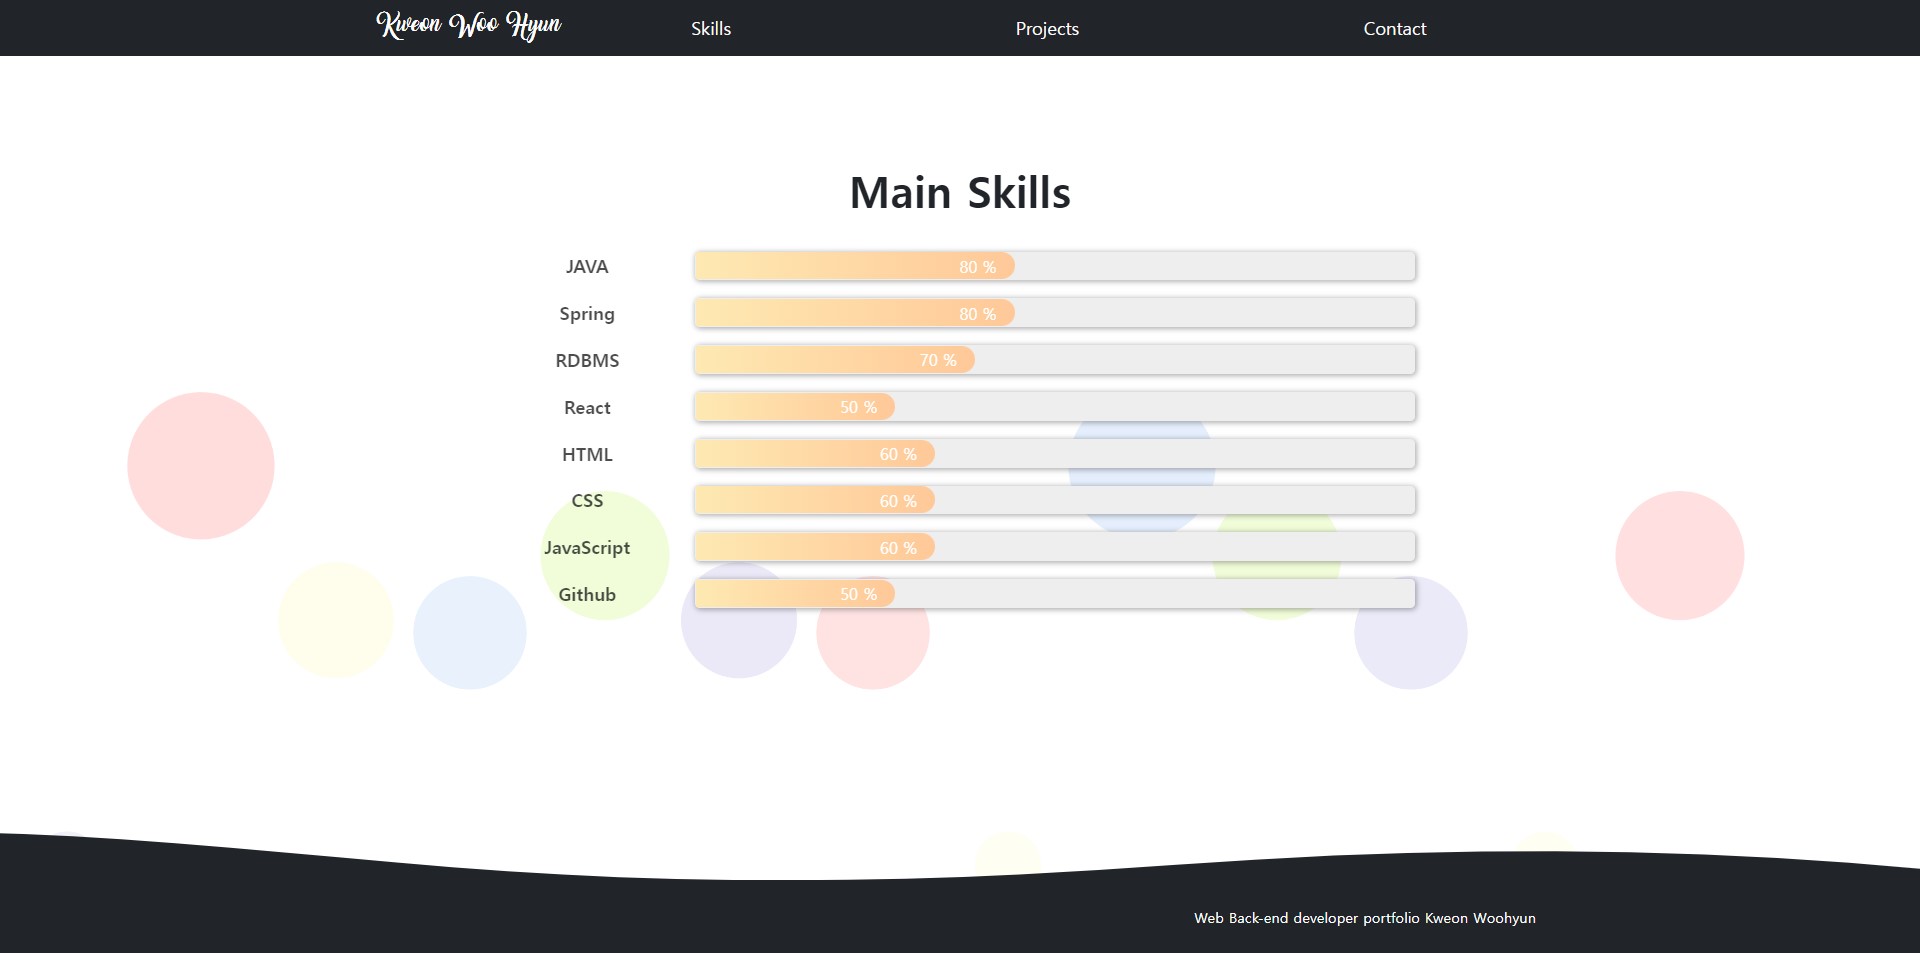 Kweon Woo Hyun Skills Projects Contact
Main Skills
JAVA 80 %
Spring 80 %
RDBMS 70 %
React 50 %
HTML 60 %
CSS 60 %
JavaScript 60 %
Github 50 %
Web Back-end developer portfolio Kweon Woohyun